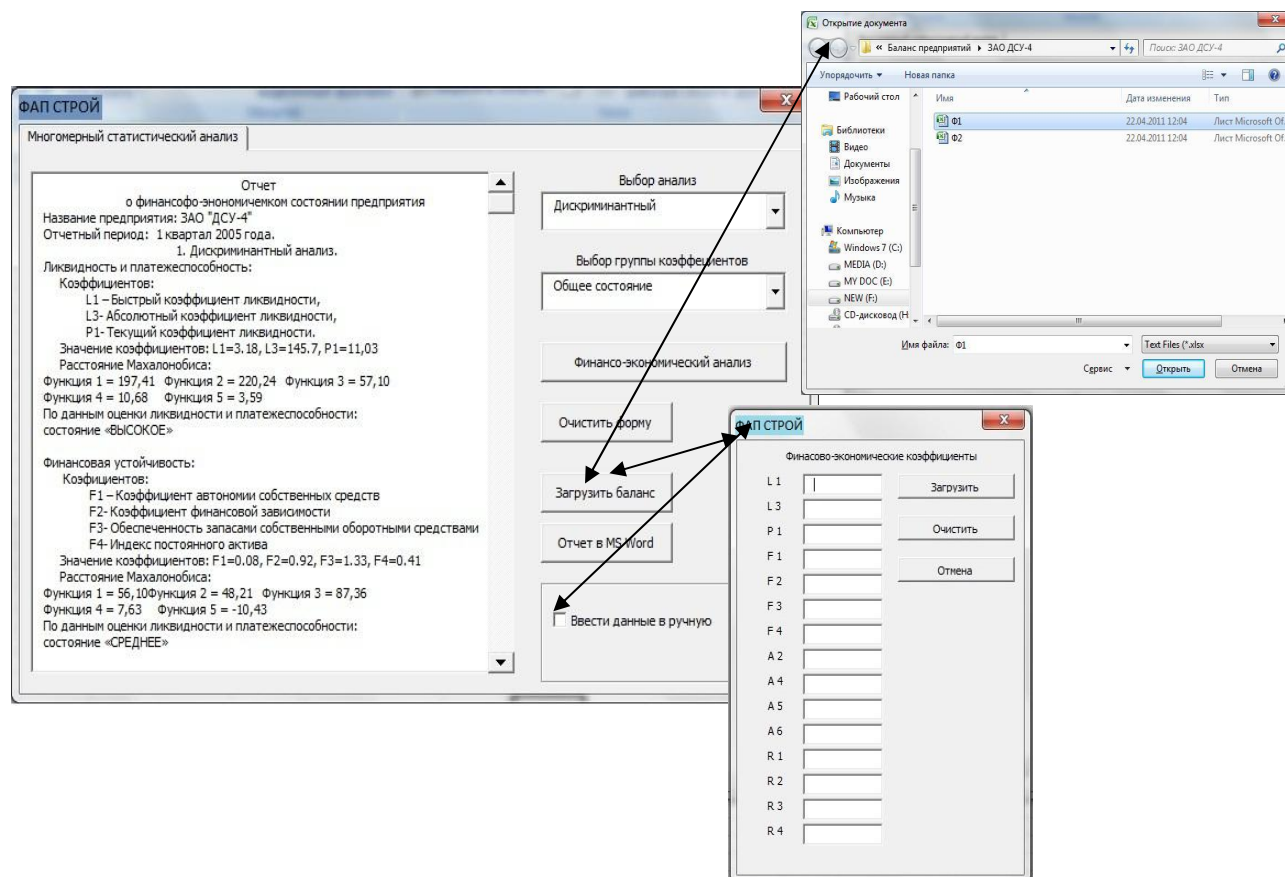 ФАП СТРОЙ
Многомерный статистический анализ
Отчет
о финансофо-энономичемком состоянии предприятия
Название предприятия: ЗАО "ДСУ-4"
Отчетный период: 1 квартал 2005 года.
1. Дискриминантный анализ.
Ликвидность и платежеспособность:
Коэффициентов:
L1 – Быстрый коэффициент ликвидности,
L3- Абсолютный коэффициент ликвидности,
P1- Текущий коэффициент ликвидности.
Значение коэффициентов: L1=3.18, L3=145.7, P1=11,03
Расстояние Махалонобиса:
Функция 1 = 197,41 Функция 2 = 220,24 Функция 3 = 57,10
Функция 4 = 10,68 Функция 5 = 3,59
По данным оценки ликвидности и платежеспособности:
состояние «ВЫСОКОЕ»
Финансовая устойчивость:
Коэфициентов:
F1 – Коэффициент автономии собственных средств
F2- Коэффициент финансовой зависимости
F3- Обеспеченность запасами собственными оборотными средствами
F4- Индекс постоянного актива
Значение коэффициентов: F1=0.08, F2=0.92, F3=1.33, F4=0.41
Расстояние Махалонобиса:
Функция 1 = 56,10Функция 2 = 48,21 Функция 3 = 87,36
Функция 4 = 7,63 Функция 5 = -10,43
По данным оценки ликвидности и платежеспособности:
состояние «СРЕДНЕЕ»
Выбор анализ
Дискриминантный
Выбор группы коэффециентов
Общее состояние
Финансо-экономический анализ
Очистить форму
Загрузить баланс
Отчет в MS Word
Ввести данные в ручную
Открытие документа
« Баланс предприятий ▸ ЗАО ДСУ-4
Поиск: ЗАО ДСУ-4
Упорядочить Новая папка
Рабочий стол
Библиотеки
Видео
Документы
Изображения
Музыка
Компьютер
Windows 7 (C:)
MEDIA (D:)
MY DOC (E:)
NEW (F:)
CD-дисковод (H
Имя Дата изменения Тип
Ф1 22.04.2011 12:04 Лист Microsoft Of.
Ф2 22.04.2011 12:04 Лист Microsoft Of.
Имя файла: Ф1 Text Files (*.xlsx
Сервис Открыть Отмена
ФАП СТРОЙ
Финасово-экономические коэффициенты
L 1
L 3
P 1
F 1
F 2
F 3
F 4
A 2
A 4
A 5
A 6
R 1
R 2
R 3
R 4
Загрузить
Очистить
Отмена